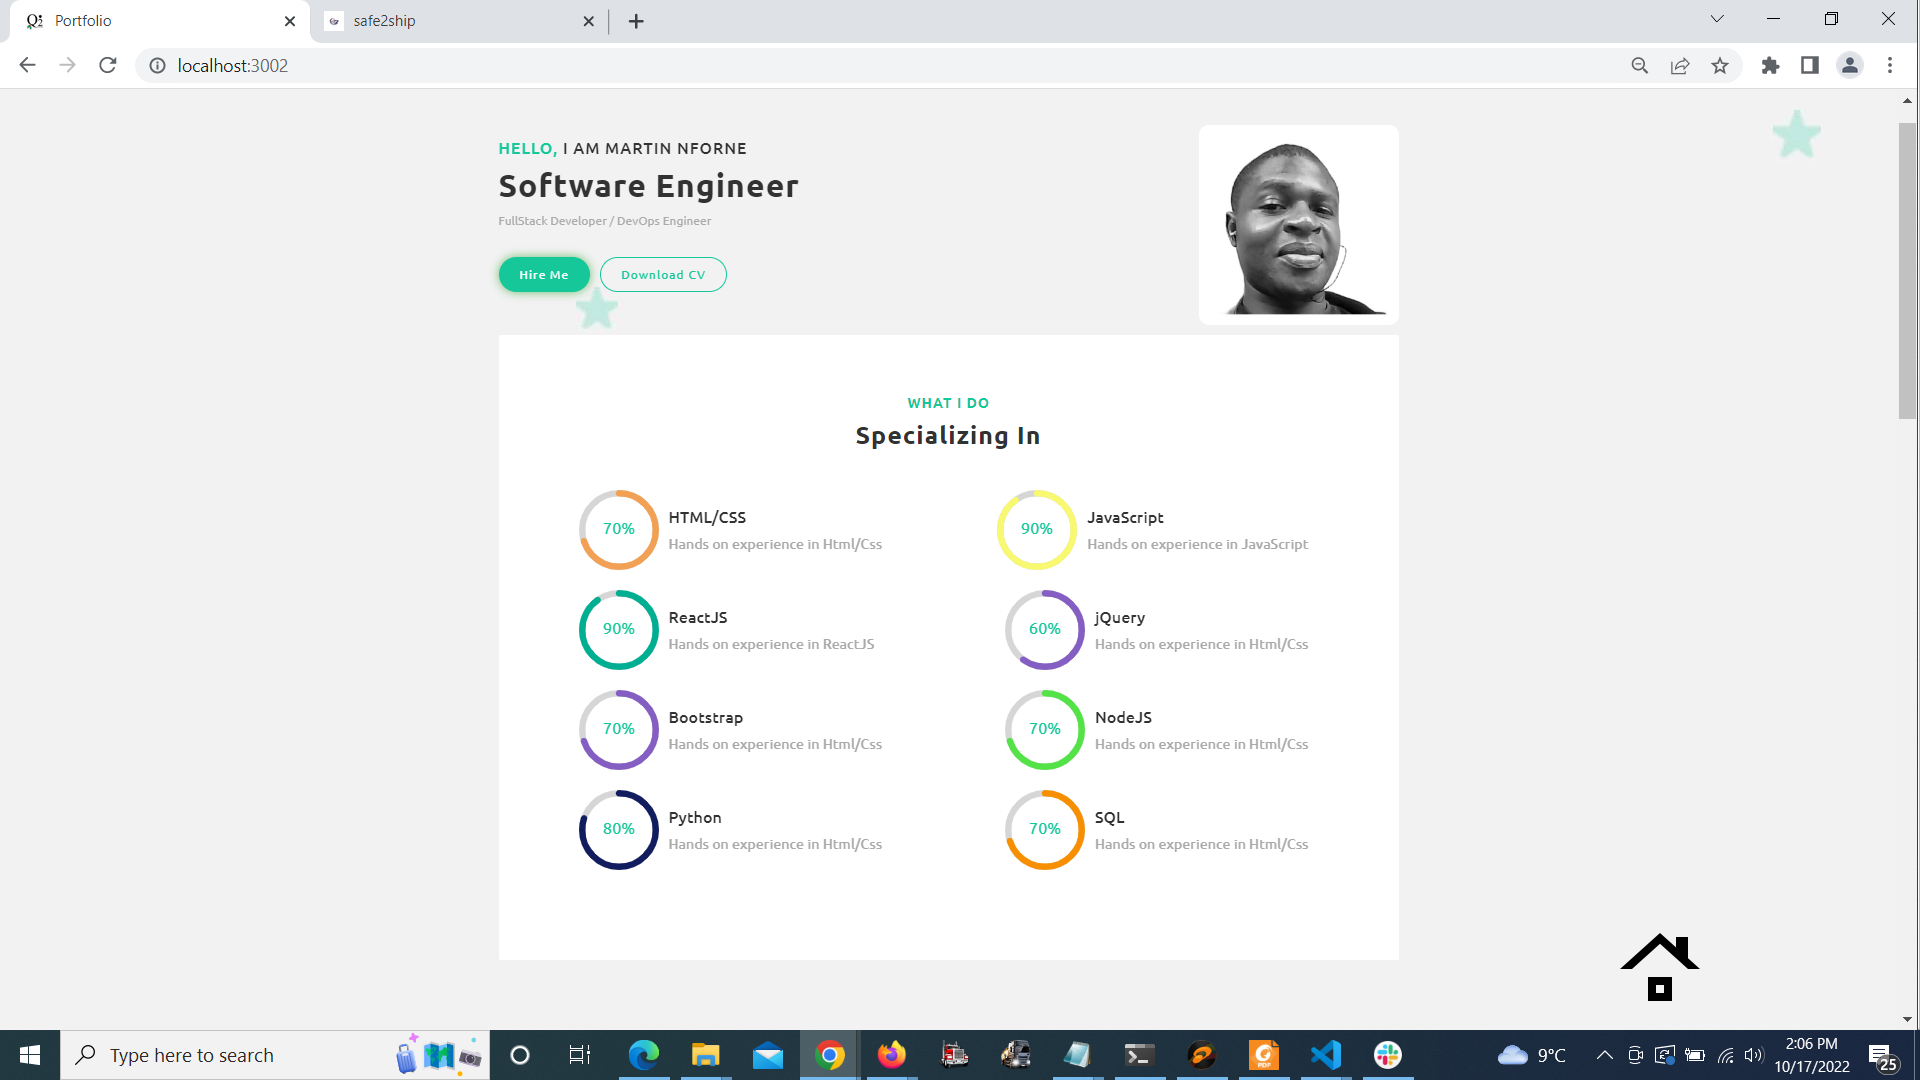 Portfolio
safe2ship
localhost:3002
HELLO, I AM MARTIN NFORNE
Software Engineer
FullStack Developer / DevOps Engineer
Hire Me
Download CV
WHAT I DO
Specializing In
70%
HTML/CSS
Hands on experience in Html/Css
90%
JavaScript
Hands on experience in JavaScript
90%
ReactJS
Hands on experience in ReactJS
60%
jQuery
Hands on experience in Html/Css
70%
Bootstrap
Hands on experience in Html/Css
70%
NodeJS
Hands on experience in Html/Css
80%
Python
Hands on experience in Html/Css
70%
SQL
Hands on experience in Html/Css
Type here to search
PDF
9°C
2:06 PM
10/17/2022
25